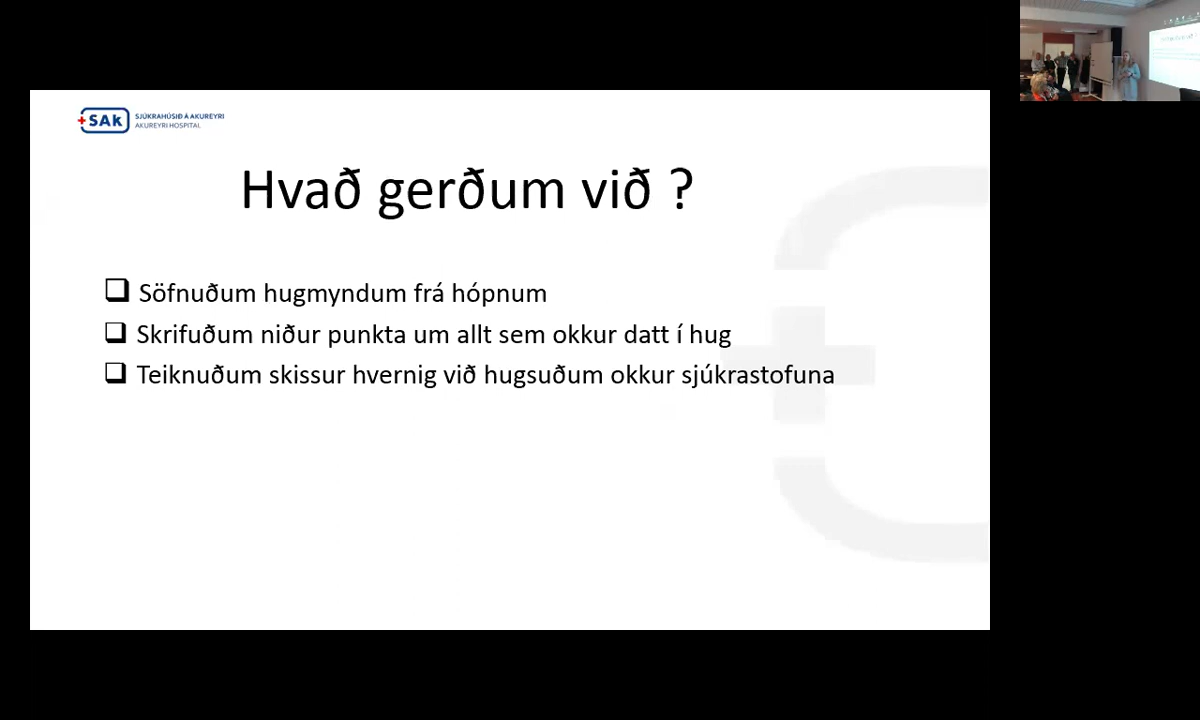 SAk
SJÚKRAHÚSIÐ Á AKUREYRI
AKUREYRI HOSPITAL
Hvað gerðum við ?
Söfnuðum hugmyndum frá hópnum
Skrifuðum niður punkta um allt sem okkur datt í hug
Teiknuðum skissur hvernig við hugsuðum okkur sjúkrastofuna